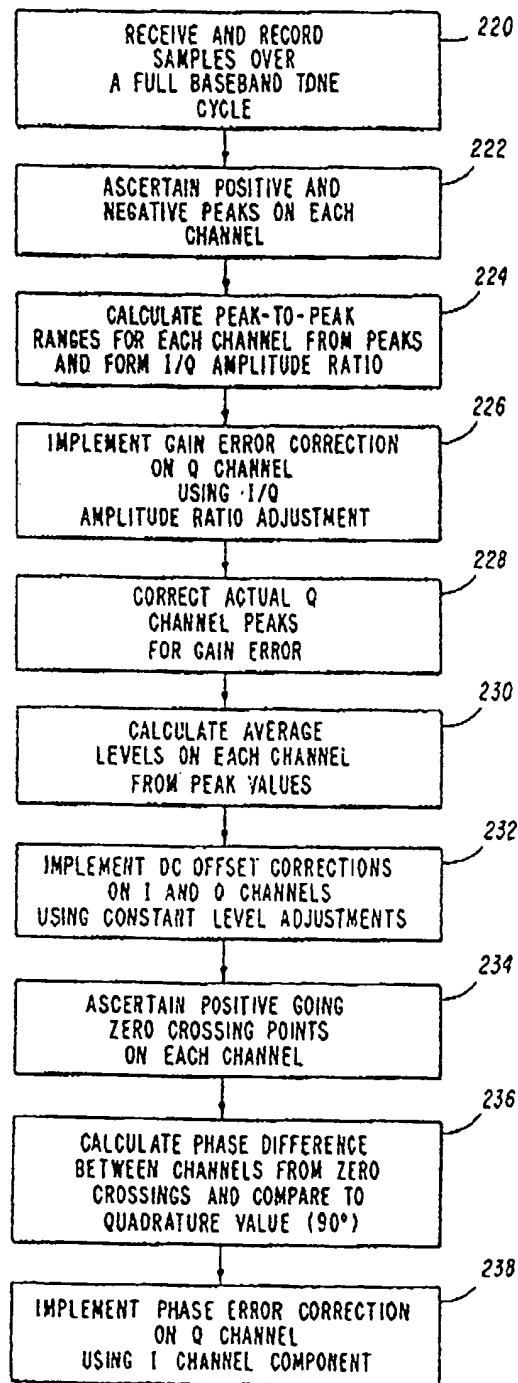 220
RECEIVE AND RECORD
SAMPLES OVER
A FULL BASEBAND TONE
CYCLE
222
ASCERTAIN POSITIVE AND
NEGATIVE PEAKS ON EACH
CHANNEL
224
CALCULATE PEAK-TO-PEAK
RANGES FOR EACH CHANNEL FROM PEAKS
AND FORM I/Q AMPLITUDE RATIO
226
IMPLEMENT GAIN ERROR CORRECTION
ON Q CHANNEL
USING I/Q
AMPLITUDE RATIO ADJUSTMENT
228
CORRECT ACTUAL Q
CHANNEL PEAKS
FOR GAIN ERROR
230
CALCULATE AVERAGE
LEVELS ON EACH CHANNEL
FROM PEAK VALUES
232
IMPLEMENT DC OFFSET CORRECTIONS
ON I AND Q CHANNELS
USING CONSTANT LEVEL ADJUSTMENTS
234
ASCERTAIN POSITIVE GOING
ZERO CROSSING POINTS
ON EACH CHANNEL
236
CALCULATE PHASE DIFFERENCE
BETWEEN CHANNELS FROM ZERO
CROSSINGS AND COMPARE TO
QUADRATURE VALUE (90°)
238
IMPLEMENT PHASE ERROR CORRECTION
ON Q CHANNEL
USING I CHANNEL COMPONENT